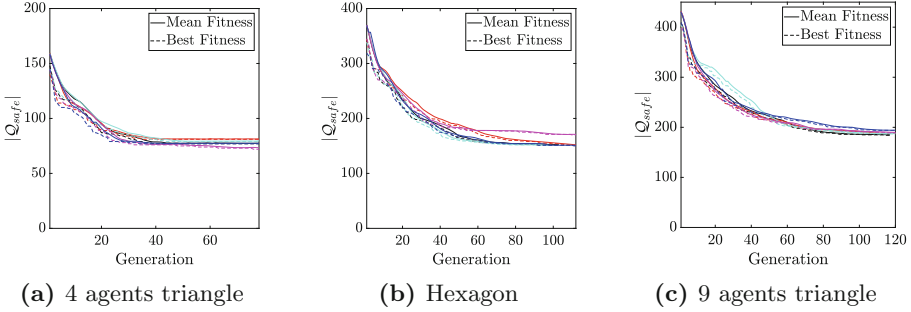 200
150
100
50
0
|Q_safe|
20
40
60
Generation
Mean Fitness
Best Fitness
(a) 4 agents triangle
400
300
200
100
0
|Q_safe|
20
40
60
80
100
Generation
Mean Fitness
Best Fitness
(b) Hexagon
400
300
200
100
0
|Q_safe|
20
40
60
80
100
120
Generation
Mean Fitness
Best Fitness
(c) 9 agents triangle